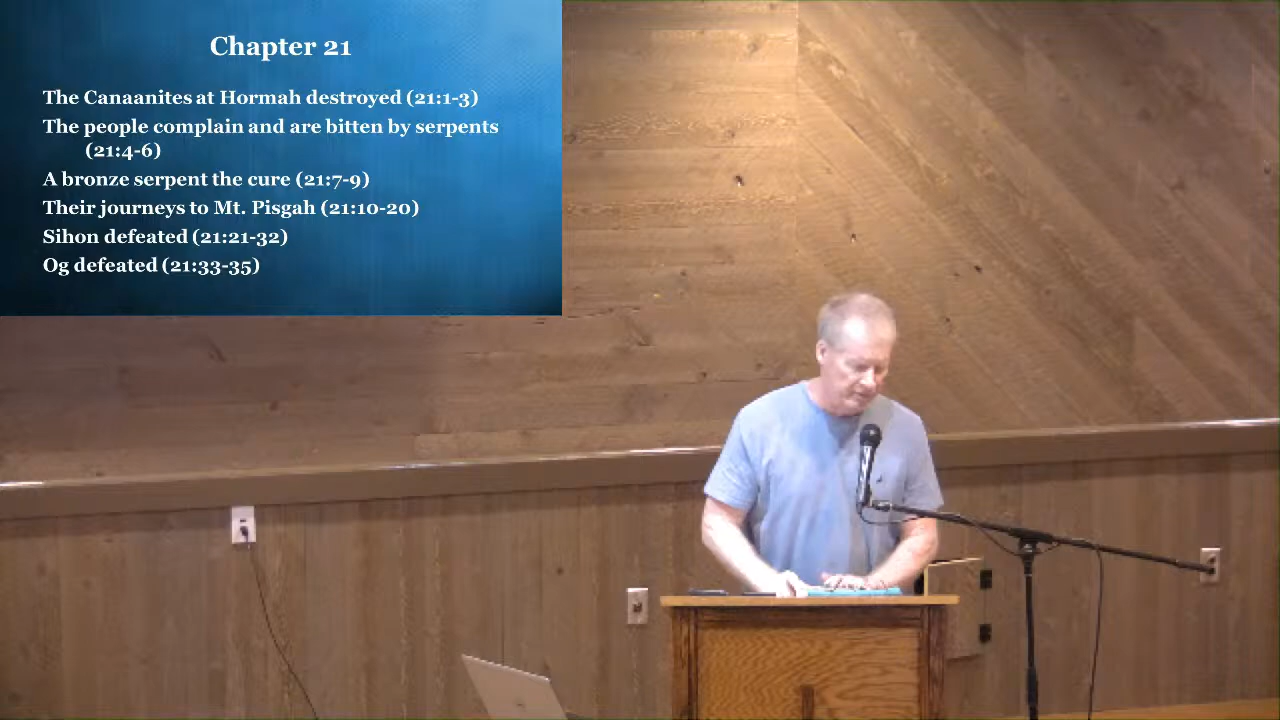 Chapter 21
The Canaanites at Hormah destroyed (21:1-3)
The people complain and are bitten by serpents
(21:4-6)
A bronze serpent the cure (21:7-9)
Their journeys to Mt. Pisgah (21:10-20)
Sihon defeated (21:21-32)
Og defeated (21:33-35)